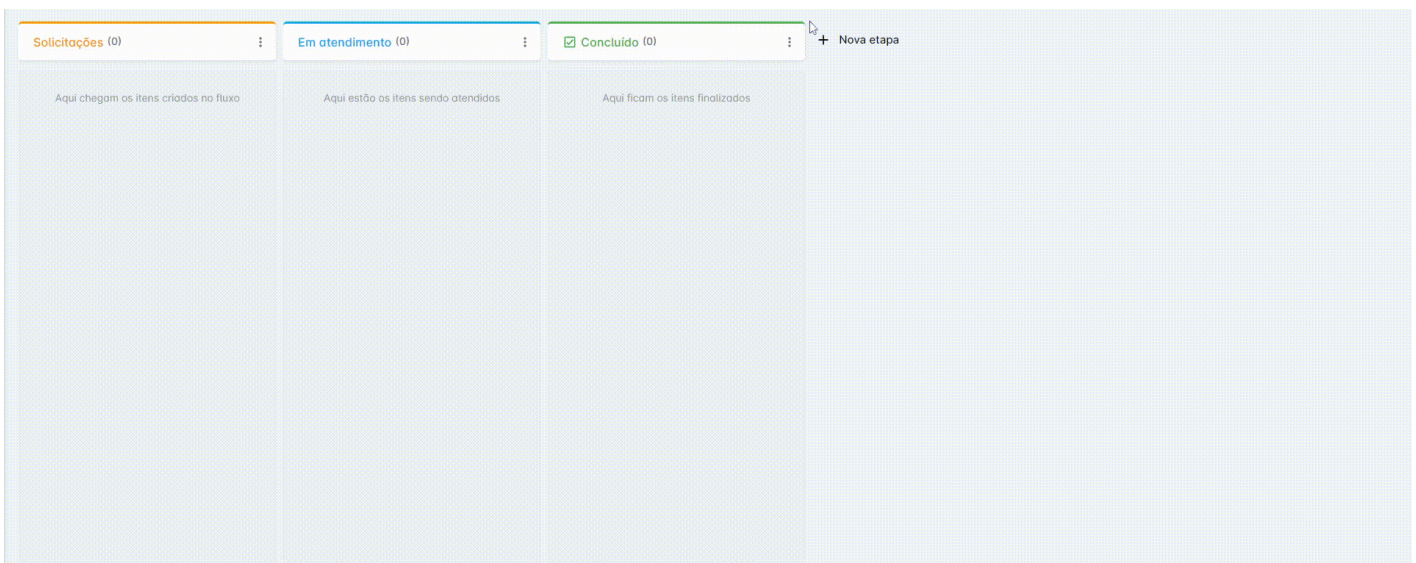 Solicitações (0)
Em atendimento (0)
Concluído (0)
+ Nova etapa
Aqui chegam os itens criados no fluxo
Aqui estão os itens sendo atendidos
Aqui ficam os itens finalizados